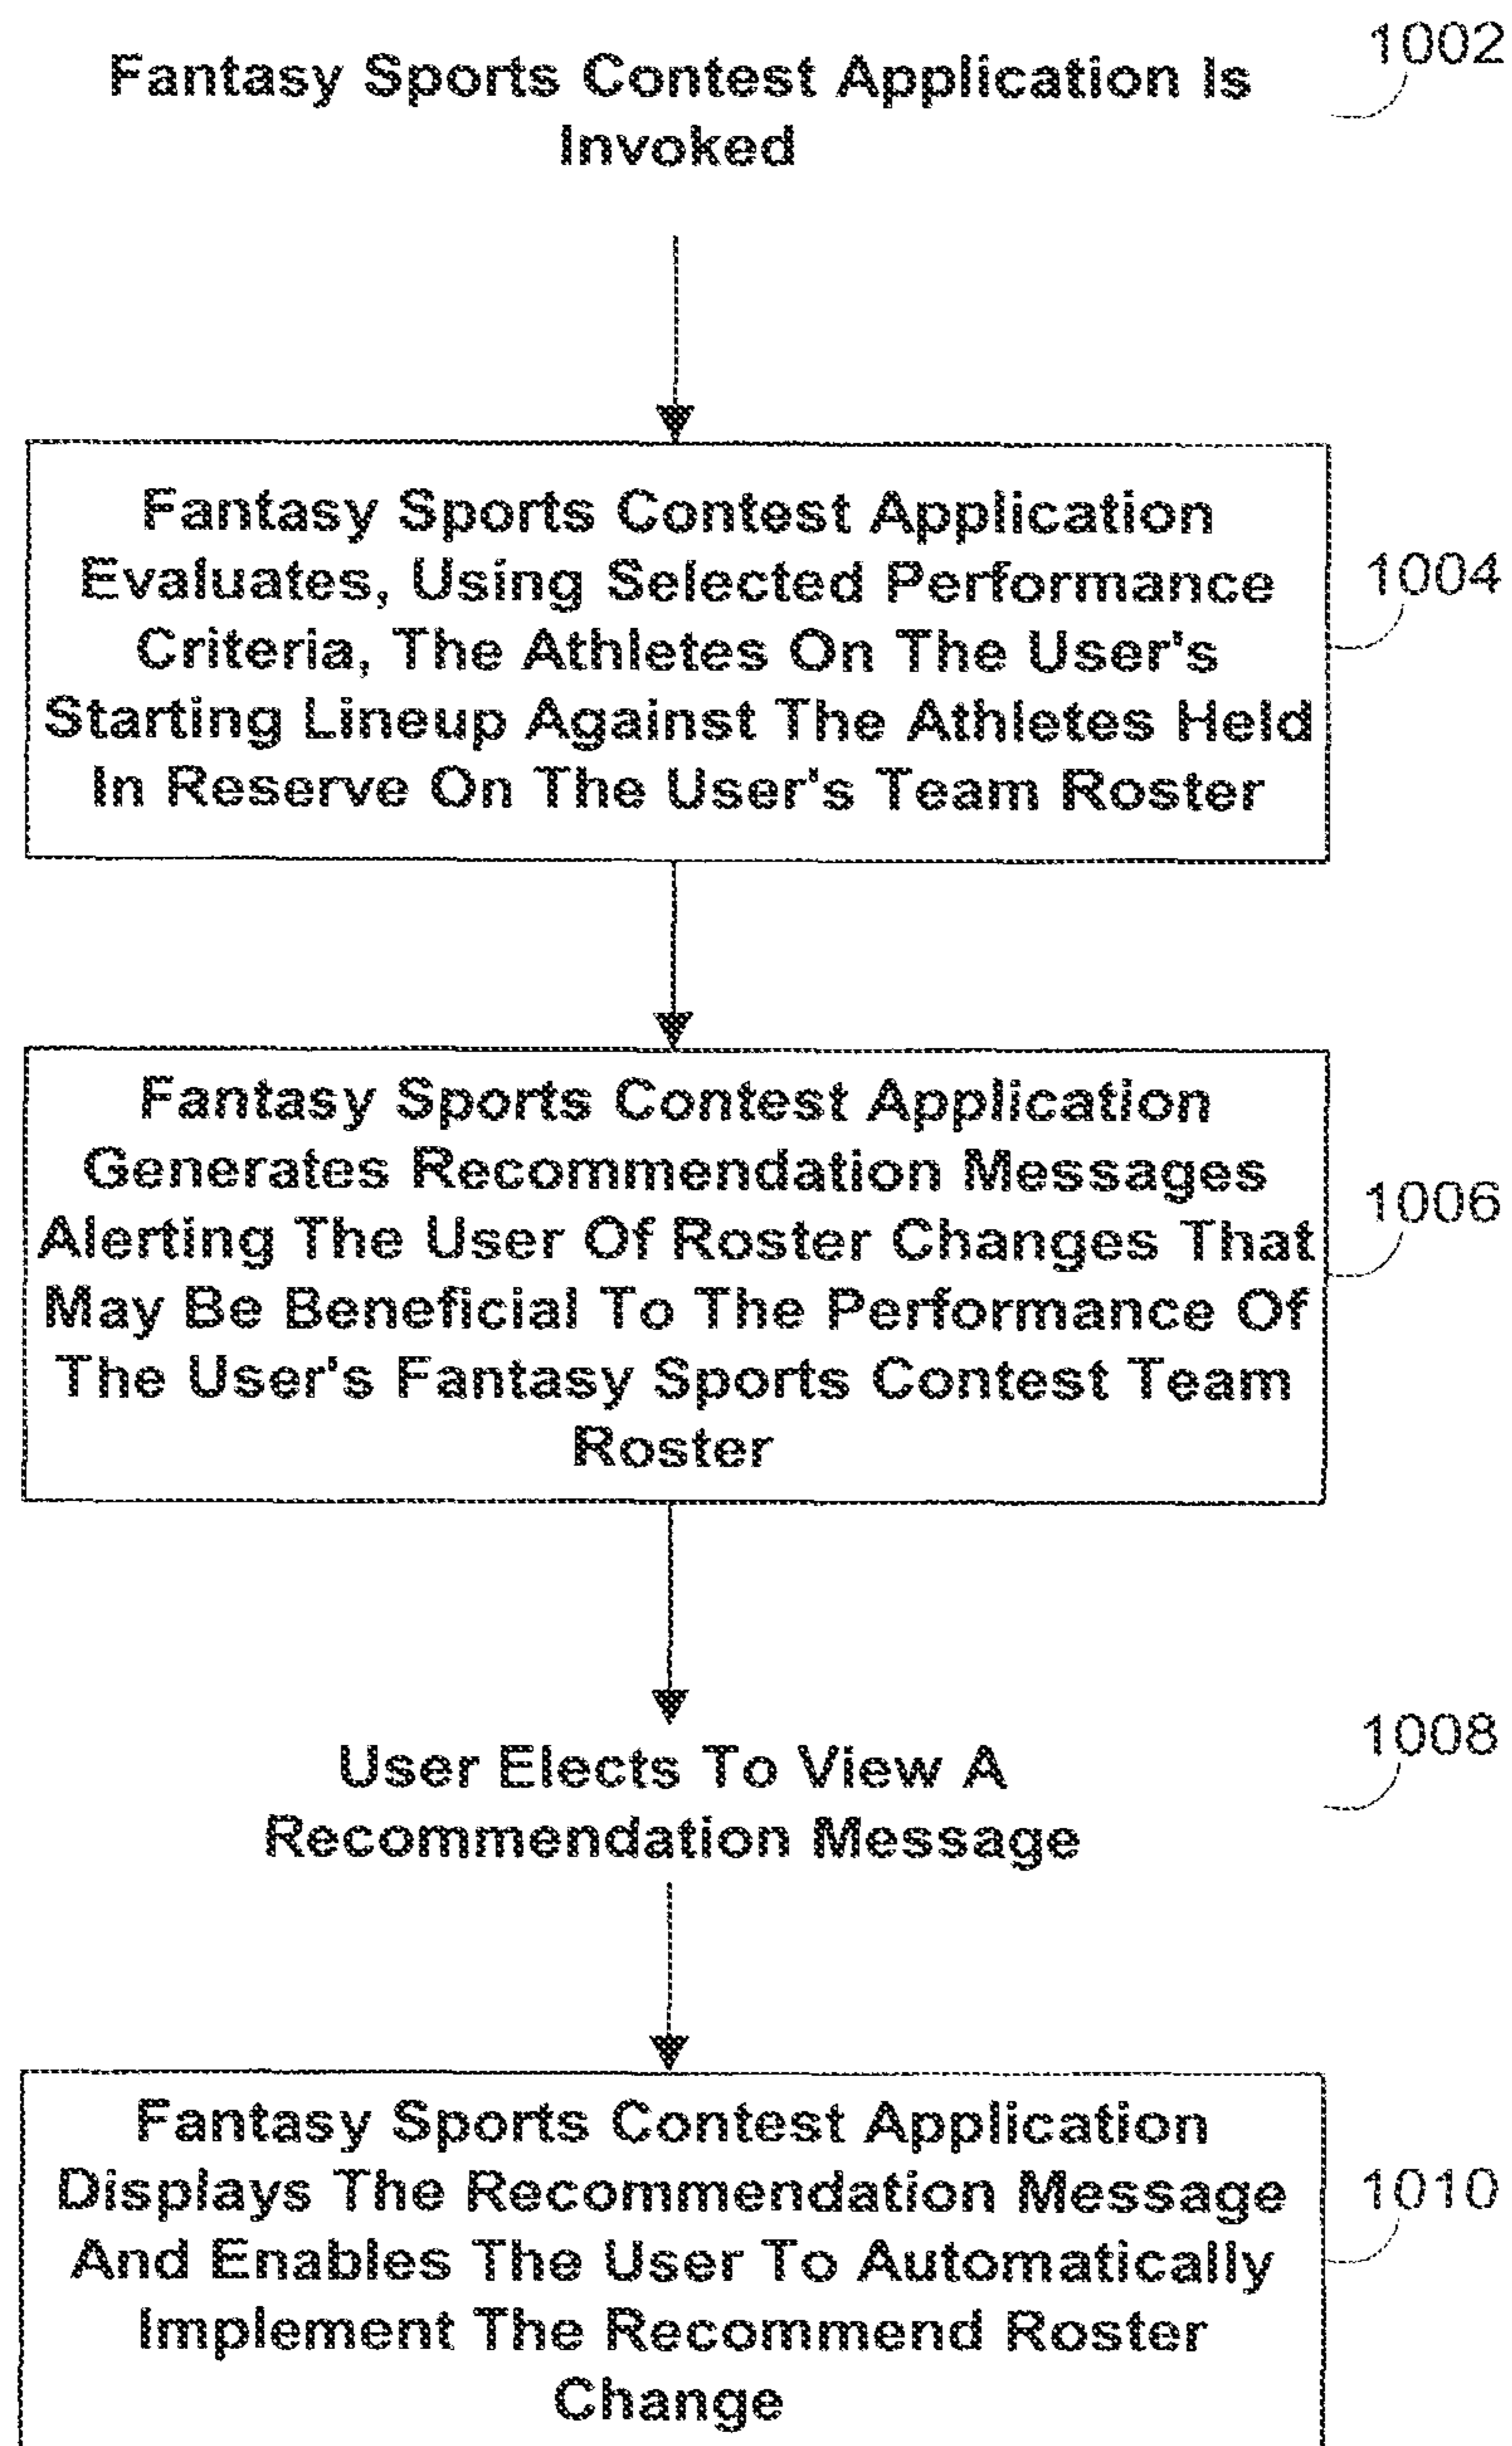 1002
Fantasy Sports Contest Application Is
Invoked
Fantasy Sports Contest Application
Evaluates, Using Selected Performance
Criteria, The Athletes On The User's
Starting Lineup Against The Athletes Held
In Reserve On The User's Team Roster
1004
Fantasy Sports Contest Application
Generates Recommendation Messages
Alerting The User Of Roster Changes That
May Be Beneficial To The Performance Of
The User's Fantasy Sports Contest Team
Roster
1006
User Elects To View A
Recommendation Message
1008
Fantasy Sports Contest Application
Displays The Recommendation Message
And Enables The User To Automatically
Implement The Recommend Roster
Change
1010